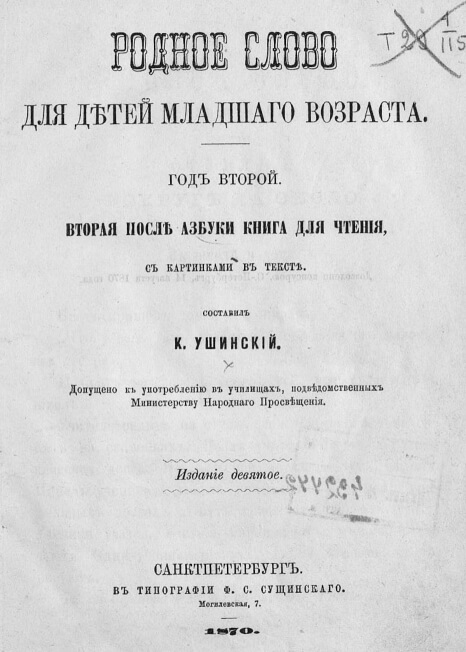 РОДНОЕ СЛОВО
ДЛЯ ДѢТЕЙ МЛАДШАГО ВОЗРАСТА.
ГОДЪ ВТОРОЙ.
ВТОРАЯ ПОСЛѢ АЗБУКИ КНИГА ДЛЯ ЧТЕНІЯ,
СЪ КАРТИНКАМИ ВЪ ТЕКСТѢ.
СОСТАВИЛЪ
К. УШИНСКІЙ.
Допущено къ употребленію въ училищахъ, подвѣдомственныхъ
Министерству Народнаго Просвѣщенія.
Изданіе девятое.
САНКТПЕТЕРБУРГЪ.
ВЪ ТИПОГРАФІИ Ф. С. СУЩИНСКАГО.
Могилевская, 7.
1870.